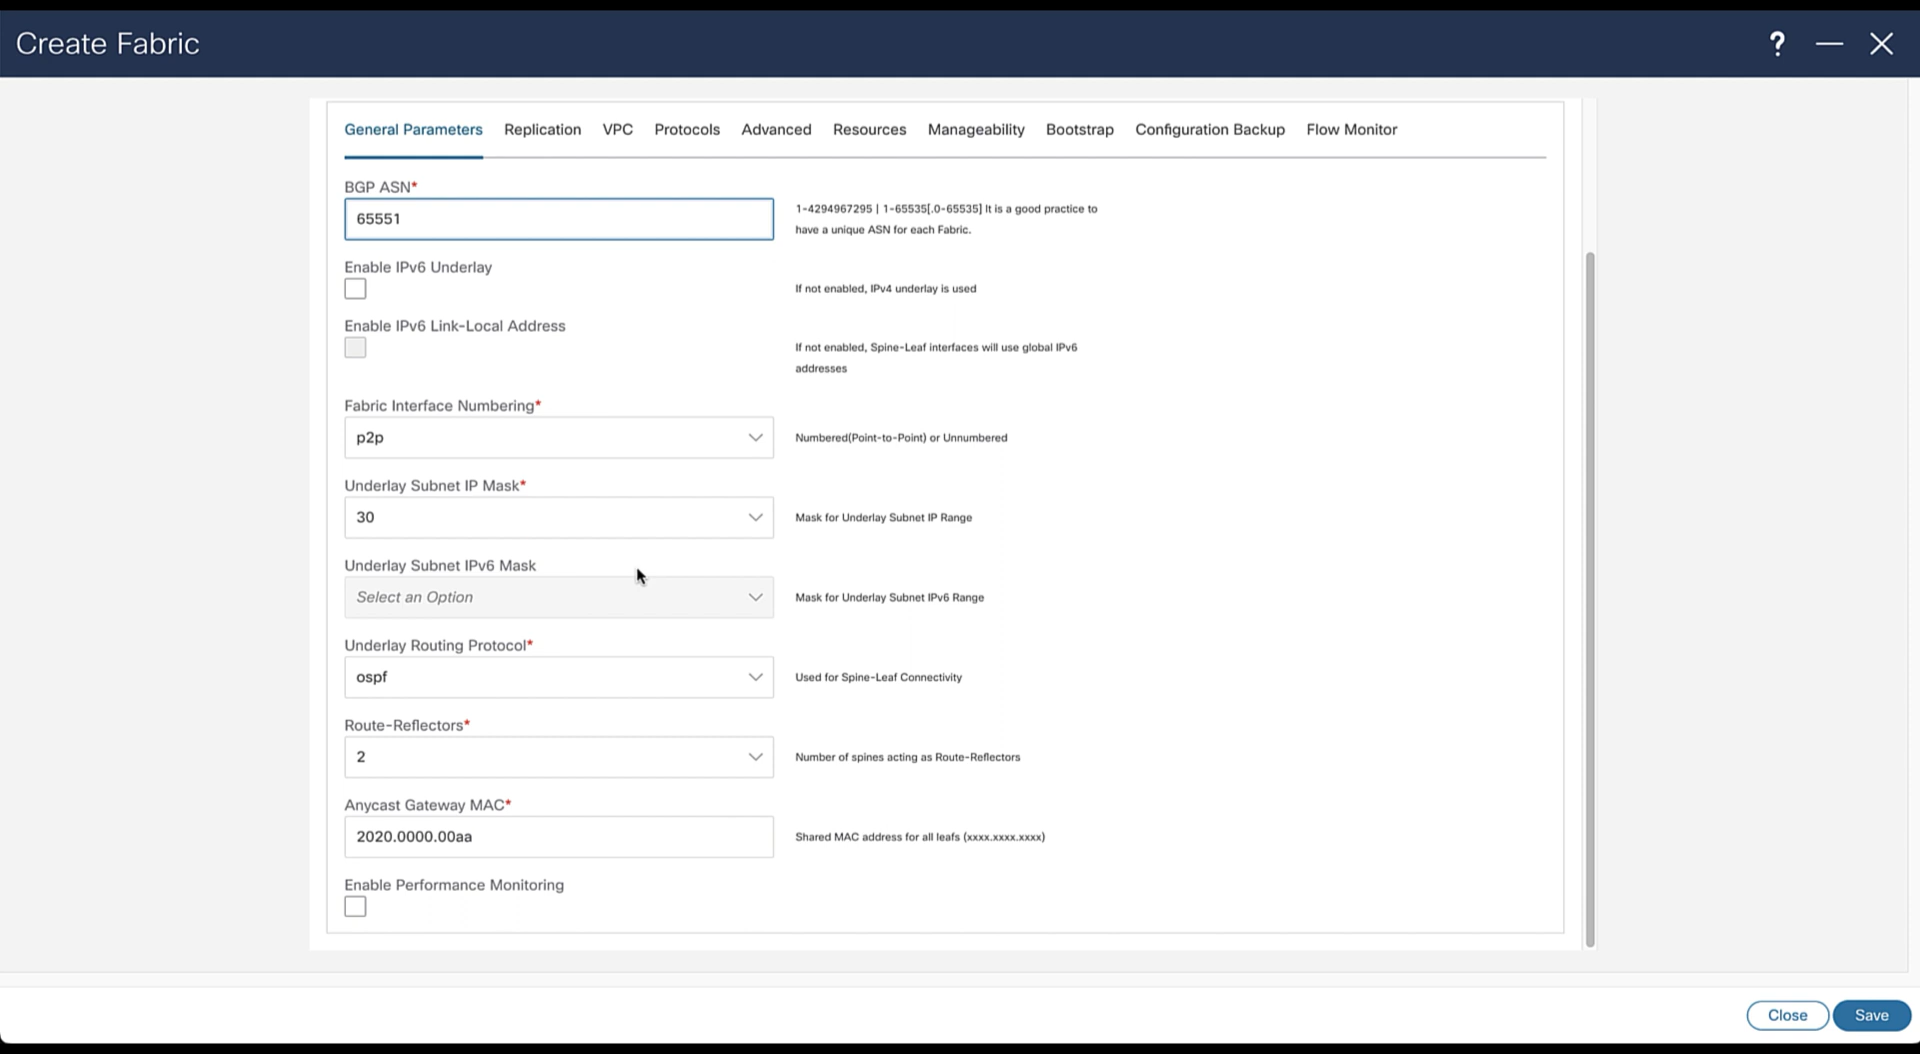 Create Fabric
?
General Parameters Replication VPC Protocols Advanced Resources Manageability Bootstrap Configuration Backup Flow Monitor
BGP ASN*
65551
1-4294967295 | 1-65535[.0-65535] It is a good practice to
have a unique ASN for each Fabric.
Enable IPv6 Underlay
If not enabled, IPv4 underlay is used
Enable IPv6 Link-Local Address
If not enabled, Spine-Leaf interfaces will use global IPv6
addresses
Fabric Interface Numbering*
p2p
Numbered(Point-to-Point) or Unnumbered
Underlay Subnet IP Mask*
30
Mask for Underlay Subnet IP Range
Underlay Subnet IPv6 Mask
Select an Option
Mask for Underlay Subnet IPv6 Range
Underlay Routing Protocol*
ospf
Used for Spine-Leaf Connectivity
Route-Reflectors*
2
Number of spines acting as Route-Reflectors
Anycast Gateway MAC*
2020.0000.00aa
Shared MAC address for all leafs (xxxx.xxxx.xxxx)
Enable Performance Monitoring
Close Save